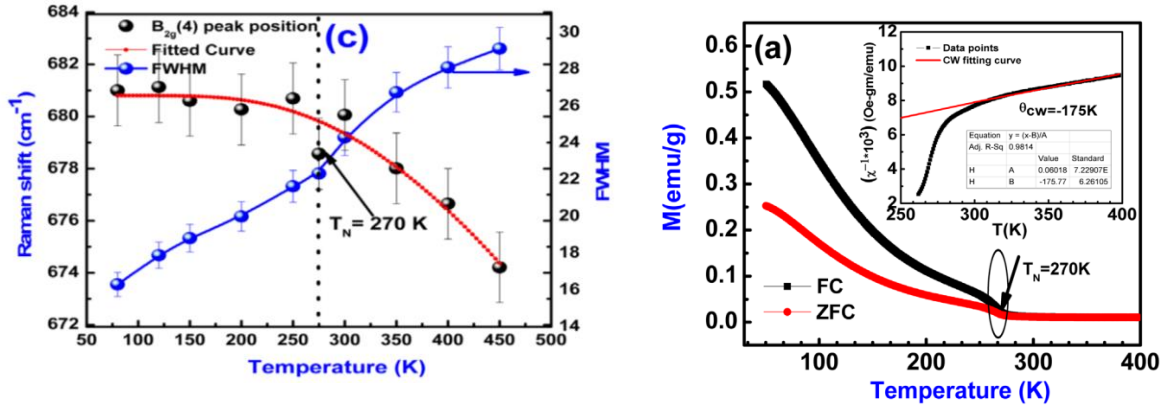 (c)
B2g(4) peak position
Fitted Curve
FWHM
684
682
680
678
676
674
672
Raman shift (cm-1)
30
28
26
24
22
20
18
16
14
FWHM
TN= 270 K
50 100 150 200 250 300 350 400 450 500
Temperature (K)
(a)
0.6
0.5
0.4
0.3
0.2
0.1
0.0
M(emu/g)
FC
ZFC
TN=270K
100 200 300 400
Temperature (K)
12
10
8
6
4
2
(χ-1*103) (Oe-gm/emu)
Data points
CW fitting curve
θcw=-175K
Equation y = (x-B)/A
Adj. R-Sq 0.9814
Value Standard
H A 0.06018 7.22907E
H B -175.77 6.26105
250 300 350 400
T(K)